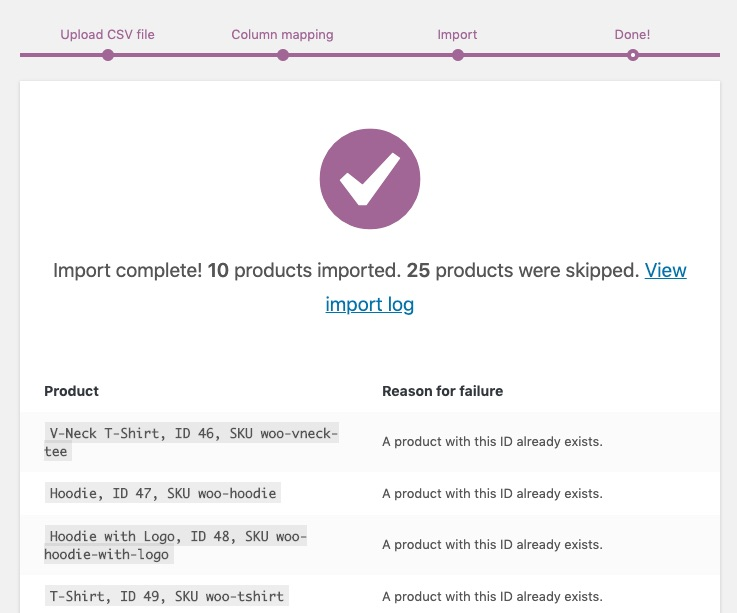 Upload CSV file
Column mapping
Import
Done!
Import complete! 10 products imported. 25 products were skipped. View
import log
Product
Reason for failure
V-Neck T-Shirt, ID 46, SKU woo-vneck-
tee
A product with this ID already exists.
Hoodie, ID 47, SKU woo-hoodie
A product with this ID already exists.
Hoodie with Logo, ID 48, SKU woo-
hoodie-with-logo
A product with this ID already exists.
T-Shirt, ID 49, SKU woo-tshirt
A product with this ID already exists.